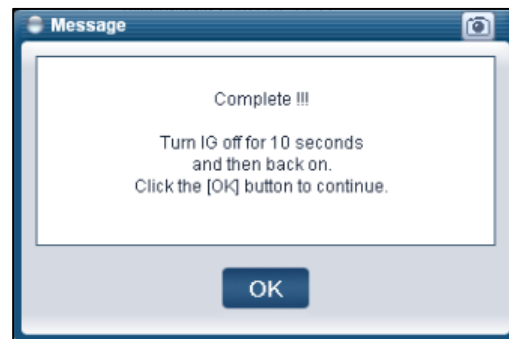 Message
Complete !!!
Turn IG off for 10 seconds
and then back on.
Click the [OK] button to continue.
OK